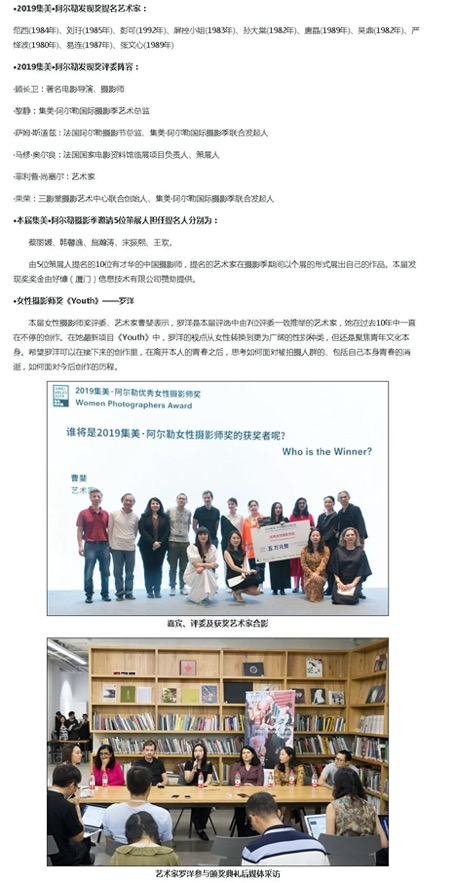 •2019集美·阿尔勒发现奖提名艺术家：
范西(1984年)、刘玗(1985年)、彭可(1992年)、屏控小姐(1983年)、孙大棠(1982年)、唐晶(1989年)、吴鼎(1982年)、严
怿波(1980年)、易连(1987年)、张文心(1989年)
•2019集美·阿尔勒发现奖评委阵容：
·顾长卫：著名电影导演、摄影师
·黎静：集美·阿尔国际摄影季艺术总监
·萨姆·斯道兹：法国阿尔勒摄影节总监、集美·阿尔勒国际摄影季联合发起人
·马修·奥尔良：法国国家电影资料馆临展项目负责人、策展人
·菲利普·尚塞尔：艺术家
·荣荣：三影堂摄影艺术中心联合创始人、集美·阿尔勒国际摄影季联合发起人
•本届集美·阿尔勒摄影季邀请5位策展人担任提名人分别为：
蔡丽媛、韩馨逸、施瀚涛、宋振熙、王欢。
由5位策展人提名的10位有才华的中国摄影师，提名的艺术家在摄影季期间以个展的形式展出自己的作品。本届发
现奖奖金由好慷（厦门）信息技术有限公司赞助提供。
•女性摄影师奖《Youth》——罗洋
本届女性摄影师奖评委、艺术家曹斐表示，罗洋是本届评选中由7位评委一致推举的艺术家，她在过去10年中一直
在不停的创作。在她最新项目《Youth》中，罗洋的视点从女性转换到更为广阔的性别种类，但还是聚焦青年文化本
身。希望罗洋可以在接下来的创作里，在离开本人的青春之后，思考如何面对被拍摄人群的、包括自己本身青春的消
逝，如何面对今后创作的历程。
2019集美·阿尔勒优秀女性摄影师奖
Women Photographers Award
谁将是2019集美·阿尔勒女性摄影师奖的获奖者呢?
Who is the Winner?
曹斐
艺术家
五万元整
嘉宾、评委及获奖艺术家合影
艺术家罗洋参与颁奖典礼后媒体采访